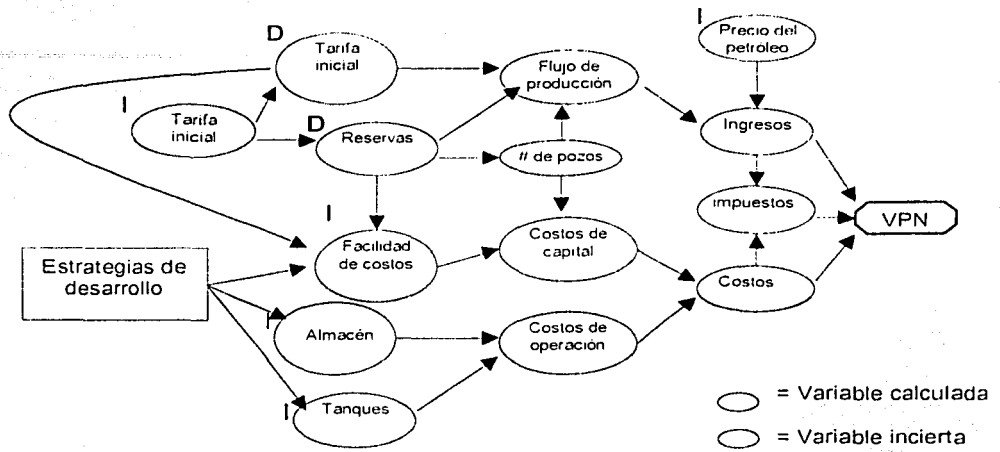 D
Tarifa
inicial
I
Precio del
petróleo
Flujo de
producción
I
Tarifa
inicial
D
Reservas
Ingresos
# de pozos
impuestos
VPN
I
Facilidad
de costos
Costos de
capital
Estrategias de
desarrollo
Costos
I
Almacén
Costos de
operación
I
Tanques
= Variable calculada
= Variable incierta